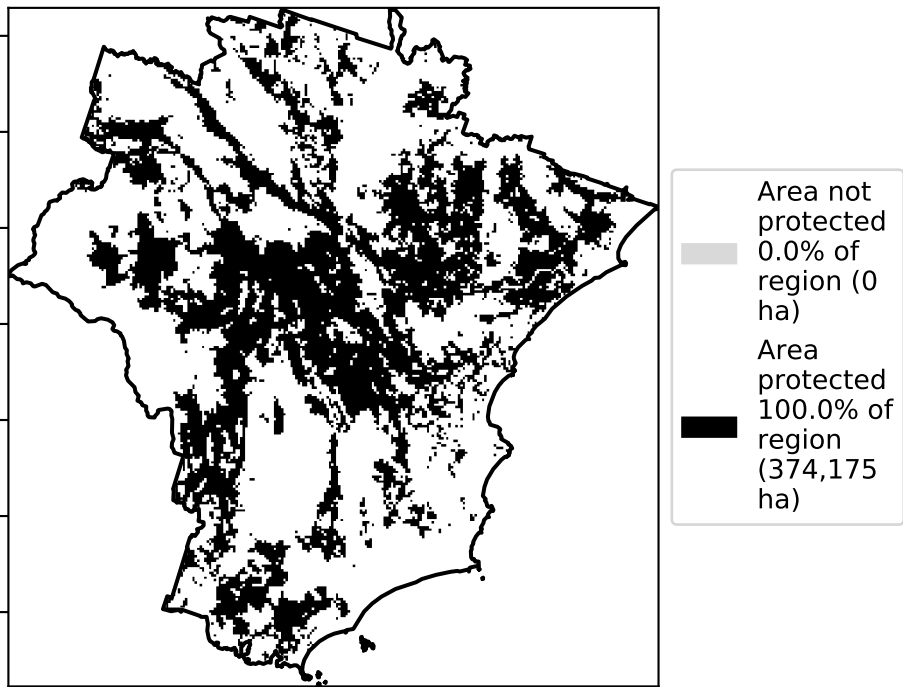 Area not
protected
0.0% of
region (0
ha)
Area
protected
100.0% of
region
(374,175
ha)